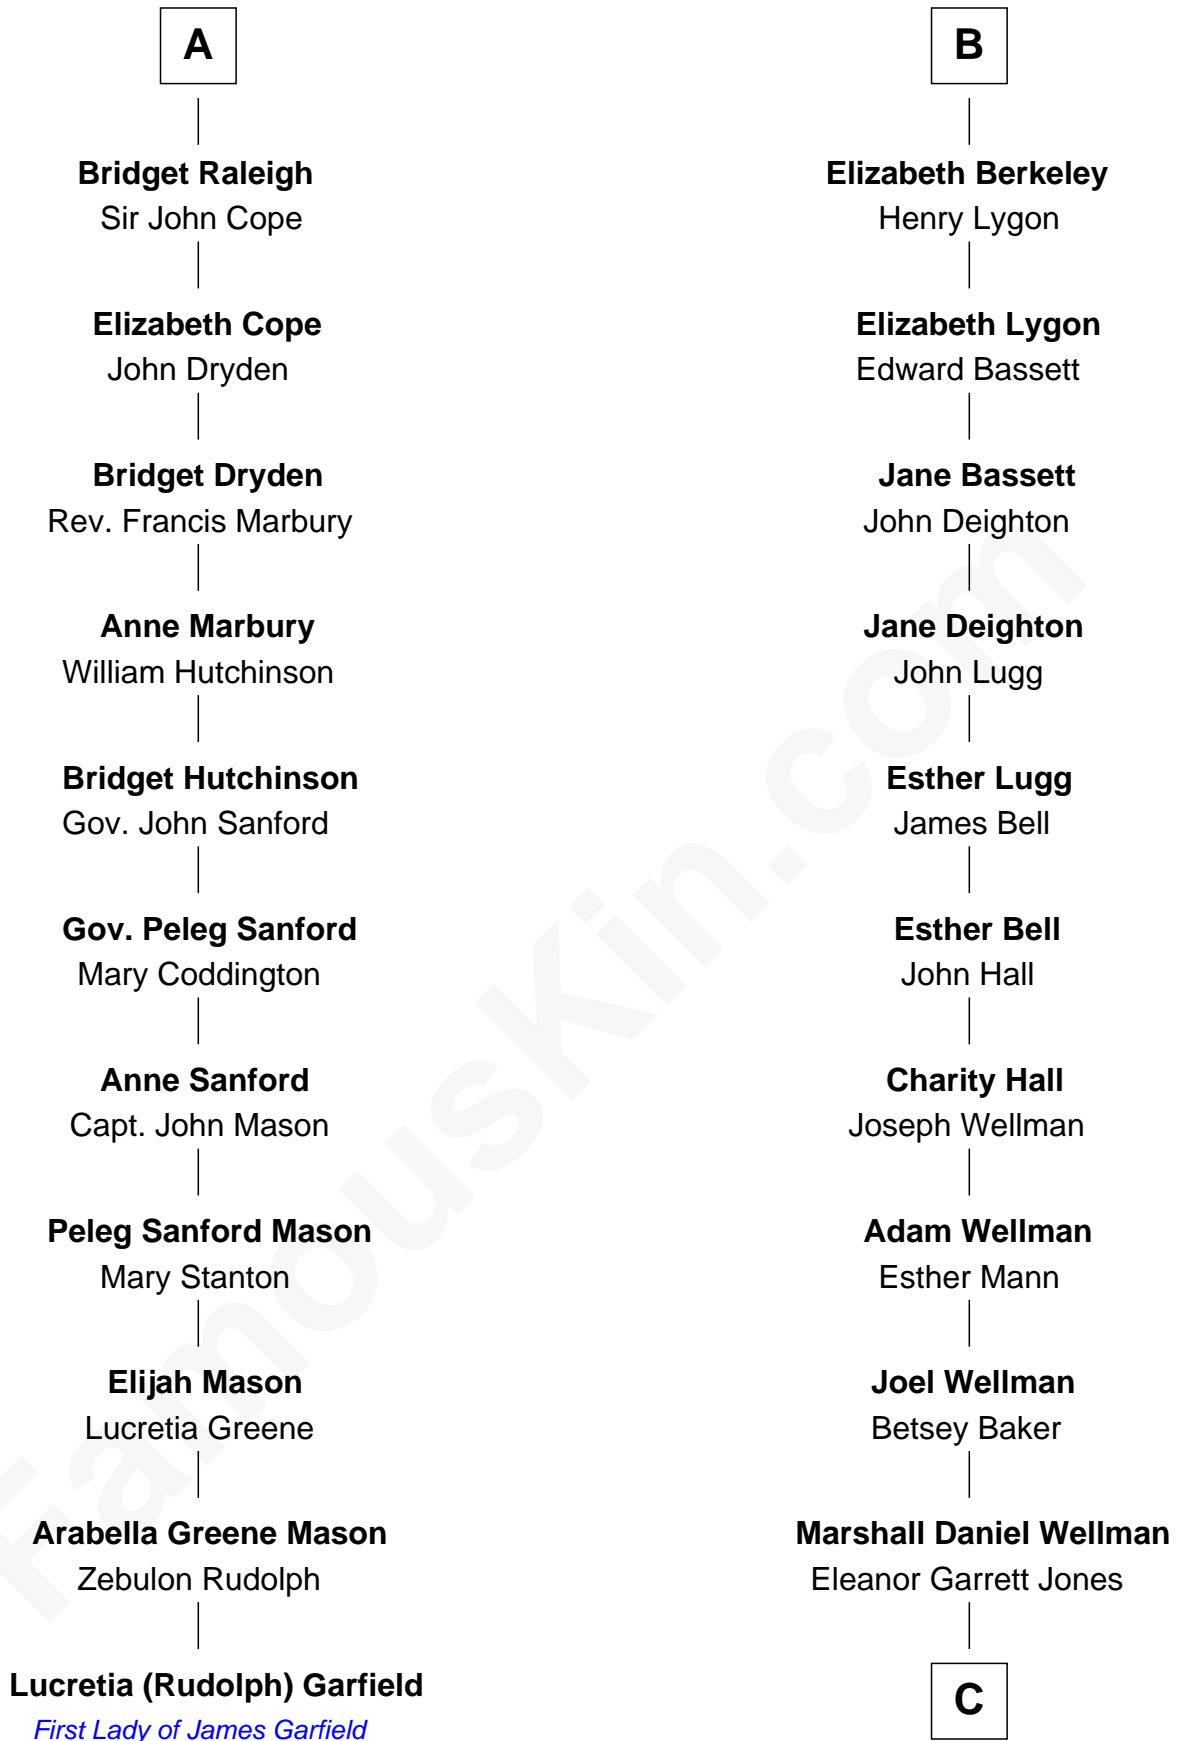 A
Bridget Raleigh
Sir John Cope
Elizabeth Cope
John Dryden
Bridget Dryden
Rev. Francis Marbury
Anne Marbury
William Hutchinson
Bridget Hutchinson
Gov. John Sanford
Gov. Peleg Sanford
Mary Coddington
Anne Sanford
Capt. John Mason
Peleg Sanford Mason
Mary Stanton
Elijah Mason
Lucretia Greene
Arabella Greene Mason
Zebulon Rudolph
Lucretia (Rudolph) Garfield
First Lady of James Garfield
B
Elizabeth Berkeley
Henry Lygon
Elizabeth Lygon
Edward Bassett
Jane Bassett
John Deighton
Jane Deighton
John Lugg
Esther Lugg
James Bell
Esther Bell
John Hall
Charity Hall
Joseph Wellman
Adam Wellman
Esther Mann
Joel Wellman
Betsey Baker
Marshall Daniel Wellman
Eleanor Garrett Jones
C
FamousKin.com